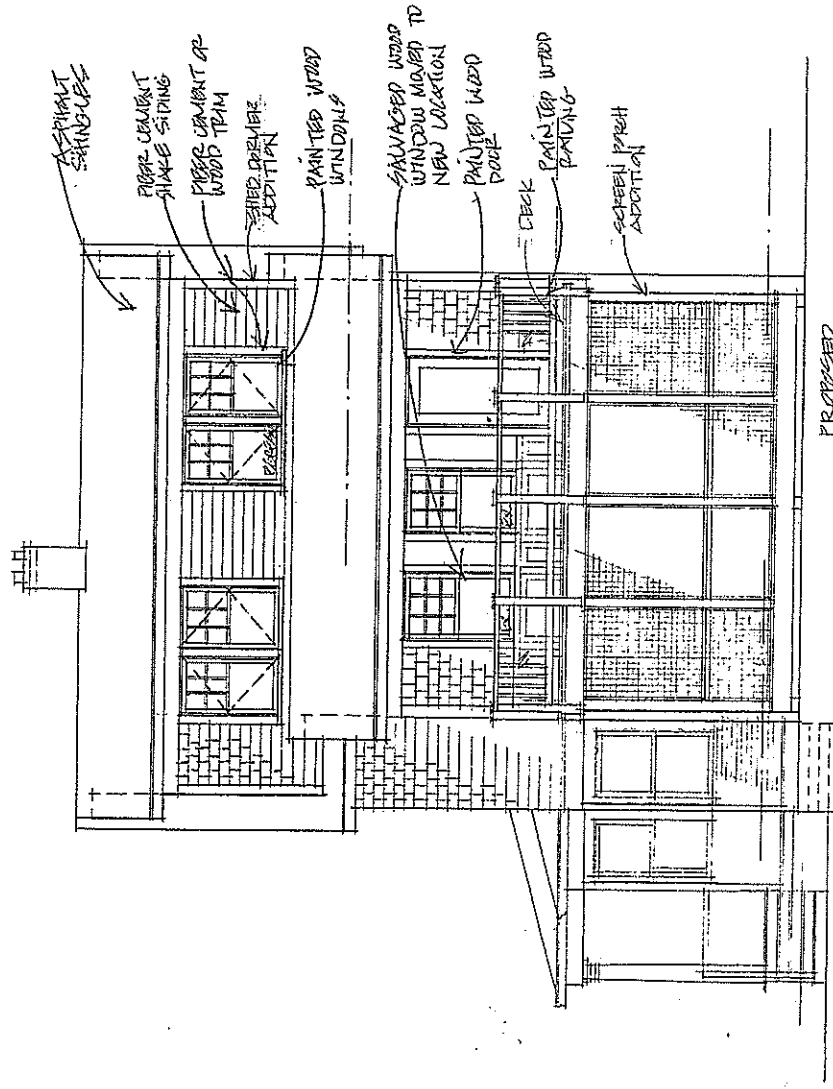 ASPHALT
SHINGLES
FIBER CEMENT
SHAKE SIDING
FIBER CEMENT OR
WOOD TRIM
SHED DORMER
ADDITION
PAINTED WOOD
WINDOWS
SALVAGED WOOD
WINDOW MOVED TO
NEW LOCATION
PAINTED WOOD
DOOR
DECK
PAINTED WOOD
RAILING
SCREEN PORCH
ADDITION
PROPOSED